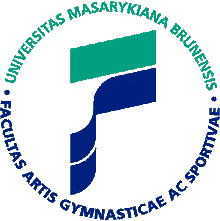 UNIVERSITAS MASARYKIANA BRUNENSIS
• FACULTAS ARTIS GYMNASTICAE AC SPORTIVAE •